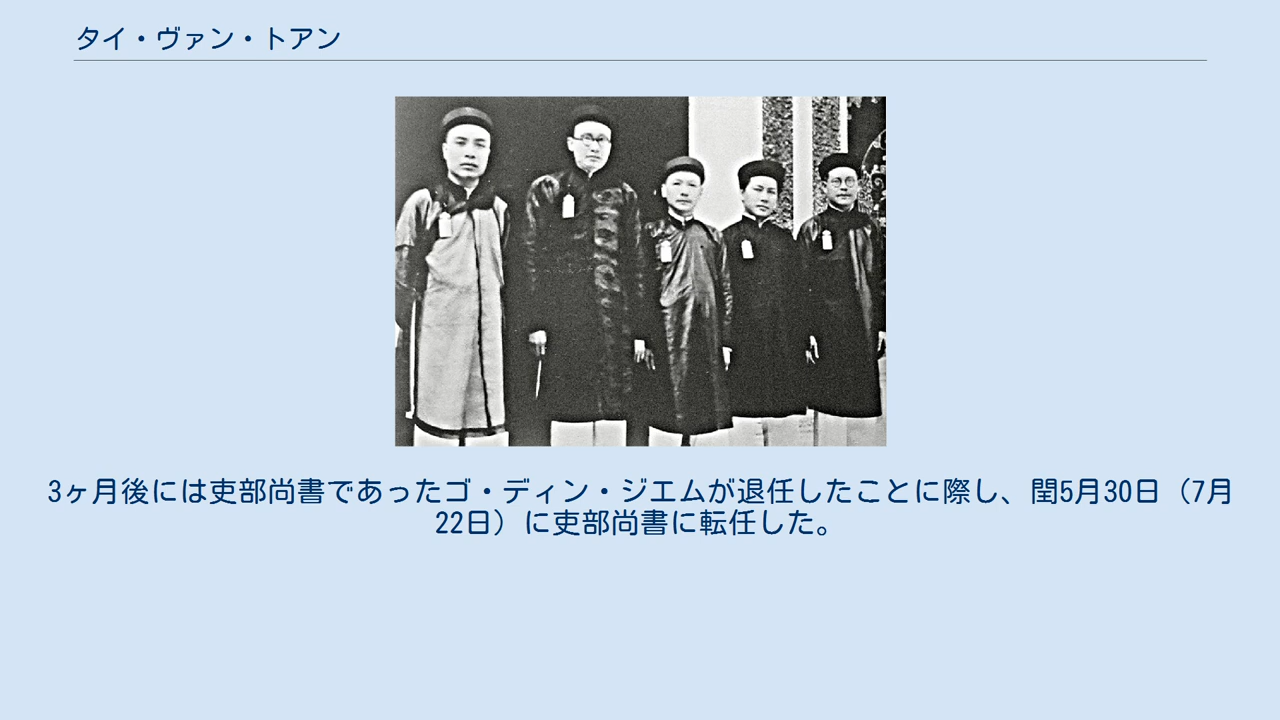 タイ・ヴァン・トアン
3ヶ月後には吏部尚書であったゴ・ディン・ジエムが退任したことに際し、閏5月30日（7月
22日）に吏部尚書に転任した。